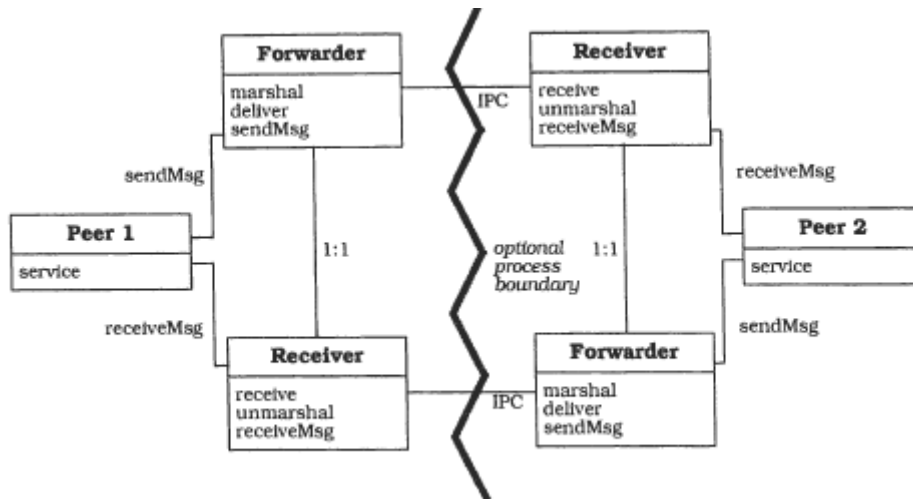 Forwarder
marshal
deliver
sendMsg
IPC
Receiver
receive
unmarshal
receiveMsg
sendMsg
receiveMsg
Peer 1
service
1:1
optional
process
boundary
1:1
Peer 2
service
receiveMsg
sendMsg
Receiver
receive
unmarshal
receiveMsg
IPC
Forwarder
marshal
deliver
sendMsg